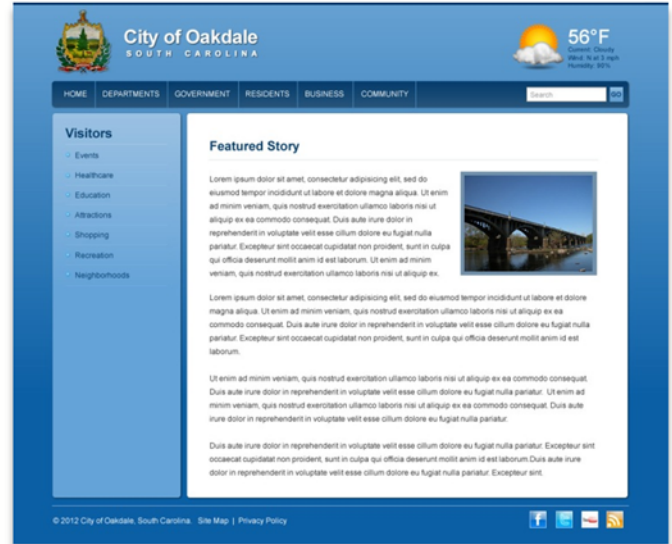 City of Oakdale
SOUTH CAROLINA
56°F
Current: Cloudy
Wind: N at 3 mph
Humidity: 80%
HOME DEPARTMENTS GOVERNMENT RESIDENTS BUSINESS COMMUNITY
Search GO
Visitors
Events
Healthcare
Education
Attractions
Shopping
Recreation
Neighborhoods
Featured Story
Lorem ipsum dolor sit amet, consectetur adipisicing elit, sed do
eiusmod tempor incididunt ut labore et dolore magna aliqua. Ut enim
ad minim veniam, quis nostrud exercitation ullamco laboris nisi ut
aliquip ex ea commodo consequat. Duis aute irure dolor in
reprehenderit in voluptate velit esse cillum dolore eu fugiat nulla
pariatur. Excepteur sint occaecat cupidatat non proident, sunt in culpa
qui officia deserunt mollit anim id est laborum. Ut enim ad minim
veniam, quis nostrud exercitation ullamco laboris nisi ut aliquip ex.
Lorem ipsum dolor sit amet, consectetur adipisicing elit, sed do eiusmod tempor incididunt ut labore et dolore
magna aliqua. Ut enim ad minim veniam, quis nostrud exercitation ullamco laboris nisi ut aliquip ex ea
commodo consequat. Duis aute irure dolor in reprehenderit in voluptate velit esse cillum dolore eu fugiat nulla
pariatur. Excepteur sint occaecat cupidatat non proident, sunt in culpa qui officia deserunt mollit anim id est
laborum.
Ut enim ad minim veniam, quis nostrud exercitation ullamco laboris nisi ut aliquip ex ea commodo consequat.
Duis aute irure dolor in reprehenderit in voluptate velit esse cillum dolore eu fugiat nulla pariatur. Ut enim ad
minim veniam, quis nostrud exercitation ullamco laboris nisi ut aliquip ex ea commodo consequat. Duis aute
irure dolor in reprehenderit in voluptate velit esse cillum dolore eu fugiat nulla pariatur.
Duis aute irure dolor in reprehenderit in voluptate velit esse cillum dolore eu fugiat nulla pariatur. Excepteur sint
occaecat cupidatat non proident, sunt in culpa qui officia deserunt mollit anim id est laborum.Duis aute irure
dolor in reprehenderit in voluptate velit esse cillum dolore eu fugiat nulla pariatur. Excepteur sint.
© 2012 City of Oakdale, South Carolina. Site Map | Privacy Policy